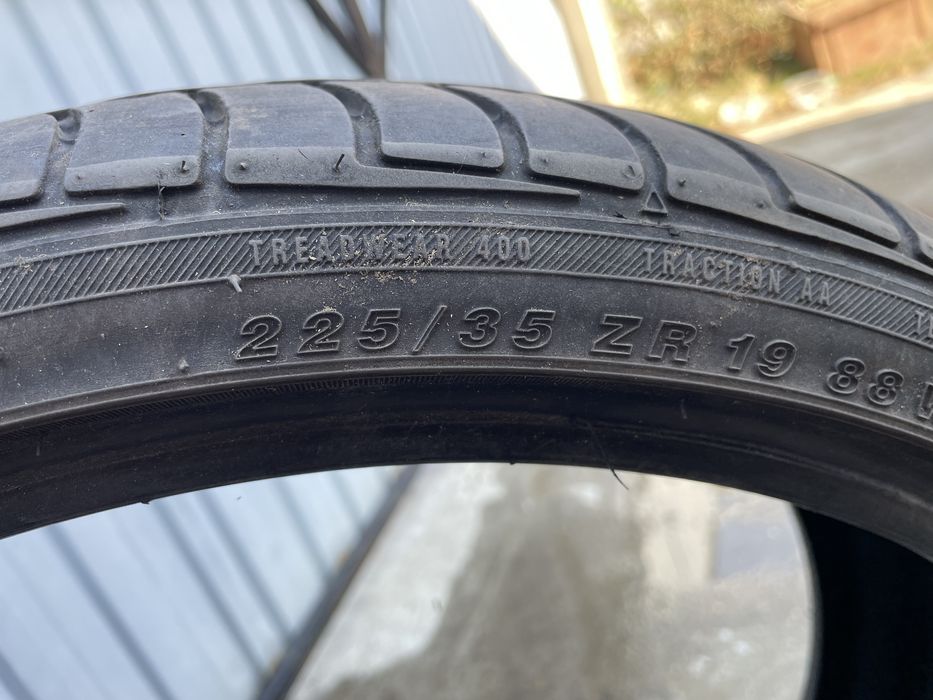 TREADWEAR 400 TRACTION AA
225/35 ZR 19 88